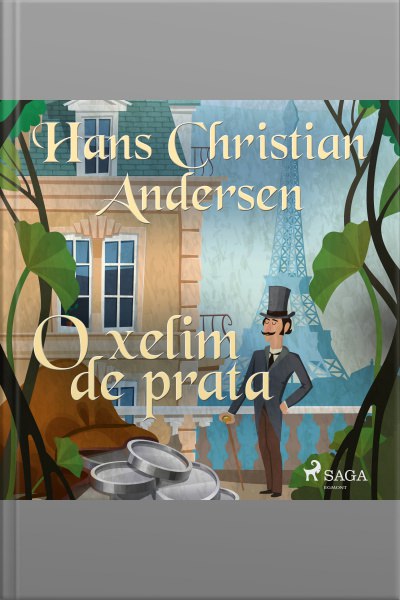 Hans Christian
Andersen
O xelim
de prata
SAGA
EGMONT